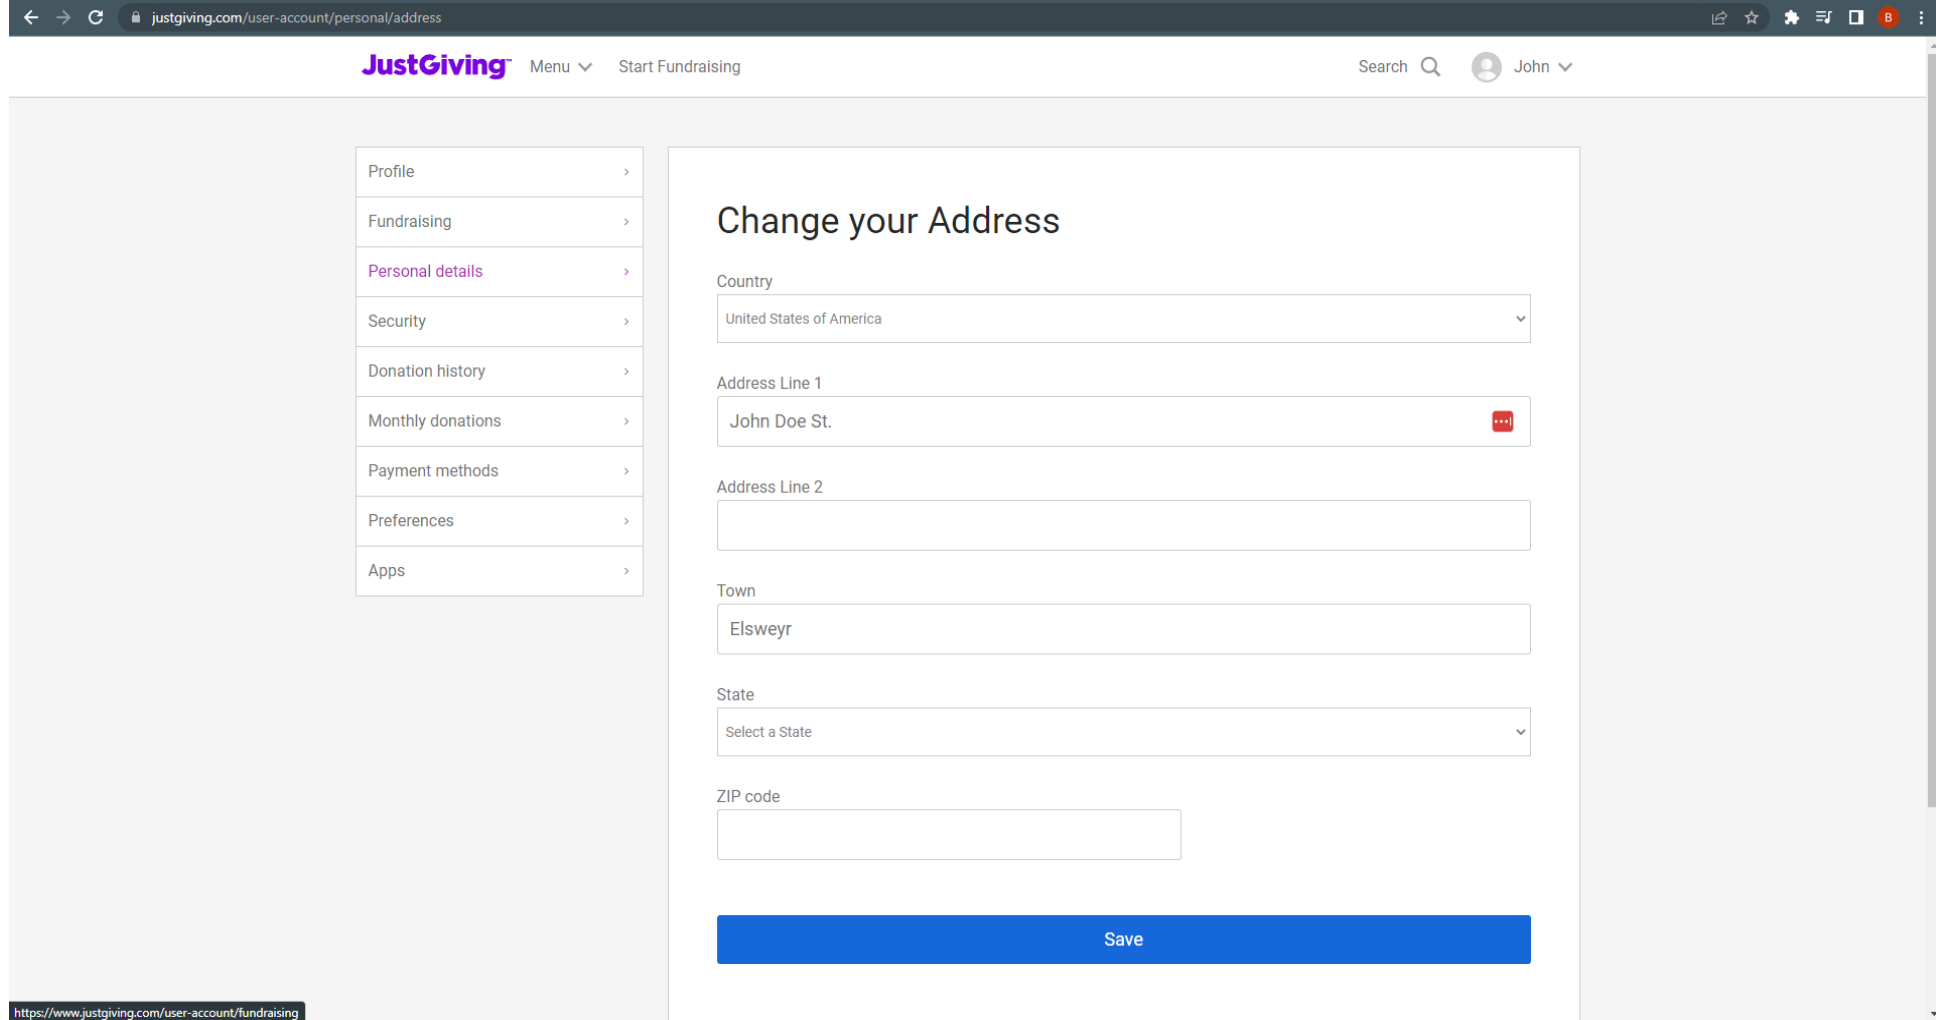 justgiving.com/user-account/personal/address
B
JustGiving™ Menu Start Fundraising Search John
Profile
Fundraising
Personal details
Security
Donation history
Monthly donations
Payment methods
Preferences
Apps
Change your Address
Country
United States of America
Address Line 1
John Doe St.
Address Line 2
Town
Elsweyr
State
Select a State
ZIP code
Save
https://www.justgiving.com/user-account/fundraising